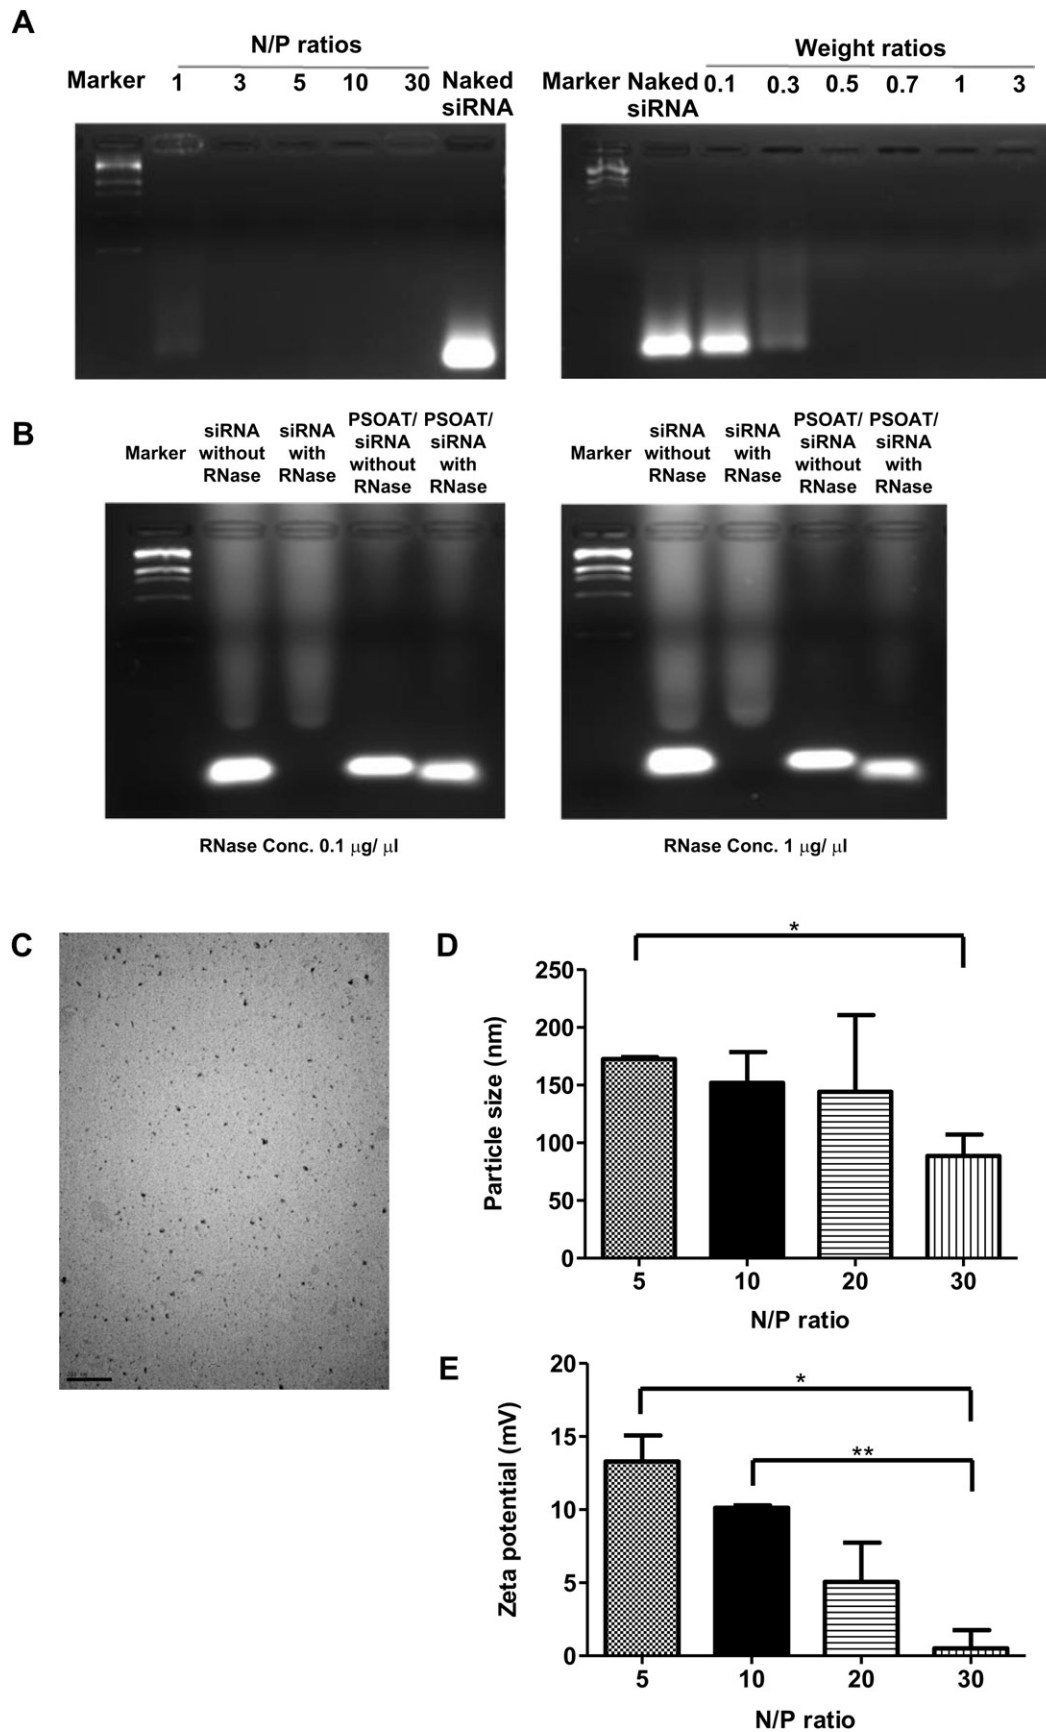 A
N/P ratios
Marker 1 3 5 10 30 Naked
siRNA
Weight ratios
Marker Naked 0.1 0.3 0.5 0.7 1 3
siRNA
B
Marker
siRNA
without
RNase
siRNA
with
RNase
PSOAT/
siRNA
without
RNase
PSOAT/
siRNA
with
RNase
RNase Conc. 0.1 μg/ μl
Marker
siRNA
without
RNase
siRNA
with
RNase
PSOAT/
siRNA
without
RNase
PSOAT/
siRNA
with
RNase
RNase Conc. 1 μg/ μl
C
D
*
250
200
150
100
50
0
Particle size (nm)
5 10 20 30
N/P ratio
E
*
**
20
15
10
5
0
Zeta potential (mV)
5 10 20 30
N/P ratio